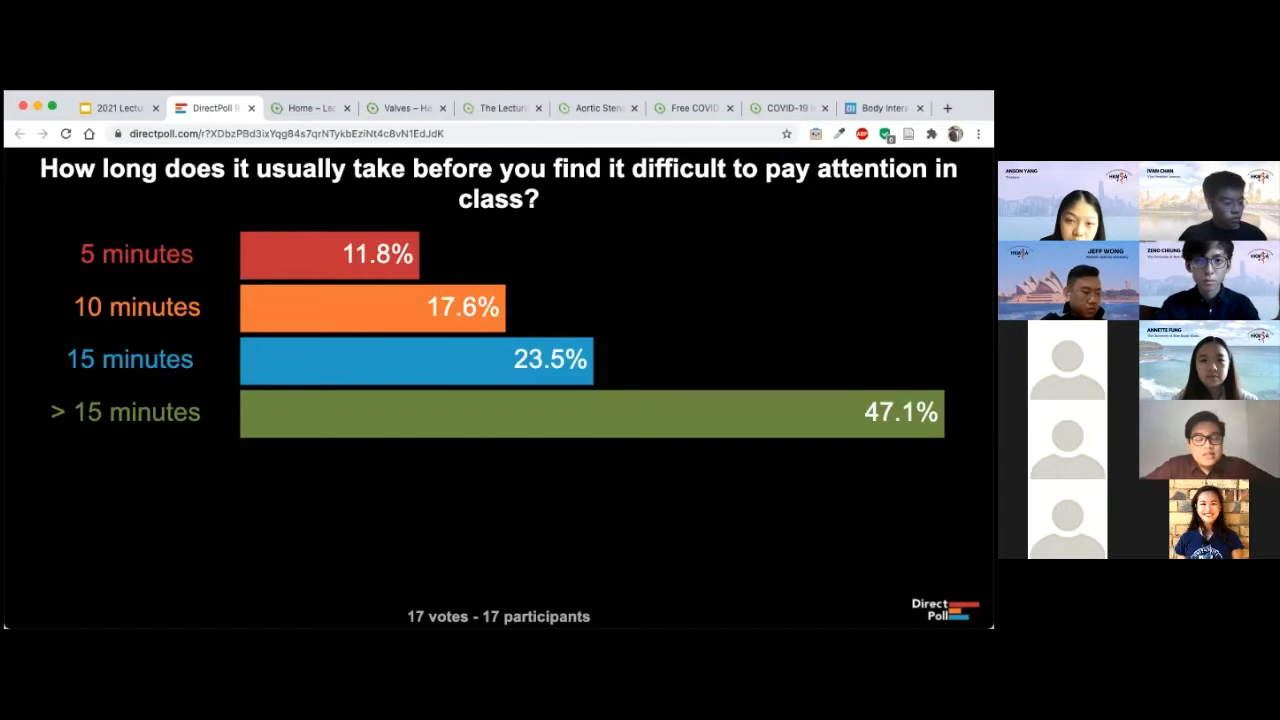 2021 Lectu
DirectPoll R
Home – Lec
Valves – He
The Lectur
Aortic Sten
Free COVID
COVID-19 I
Body Inter
directpoll.com/r?XDbzPBd3ixYqg84s7qrNTykbEziNt4c8vN1EdJdK
How long does it usually take before you find it difficult to pay attention in
class?
5 minutes 11.8%
10 minutes 17.6%
15 minutes 23.5%
> 15 minutes 47.1%
17 votes - 17 participants
Direct
Poll
ANSON YANG
IVAN CHAN
JEFF WONG
ZENO CHEUNG
ANNETTE FUNG